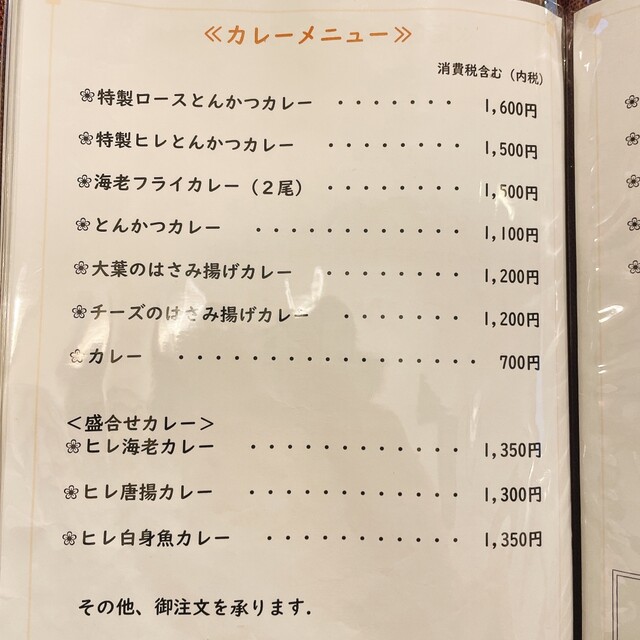 ≪カレーメニュー≫
消費税含む（内税）
❀特製ロースとんかつカレー ・・・・・・・ 1,600円
❀特製ヒレとんかつカレー ・・・・・・・・ 1,500円
❀海老フライカレー（２尾） ・・・・・・・・ 1,500円
❀とんかつカレー ・・・・・・・・・・・・ 1,100円
❀大葉のはさみ揚げカレー ・・・・・・・・ 1,200円
❀チーズのはさみ揚げカレー ・・・・・・・ 1,200円
❀カレー ・・・・・・・・・・・・・・・・・ 700円
＜盛合せカレー＞
❀ヒレ海老カレー ・・・・・・・・・・・・ 1,350円
❀ヒレ唐揚カレー ・・・・・・・・・・・・ 1,300円
❀ヒレ白身魚カレー ・・・・・・・・・・・ 1,350円
その他、御注文を承ります.